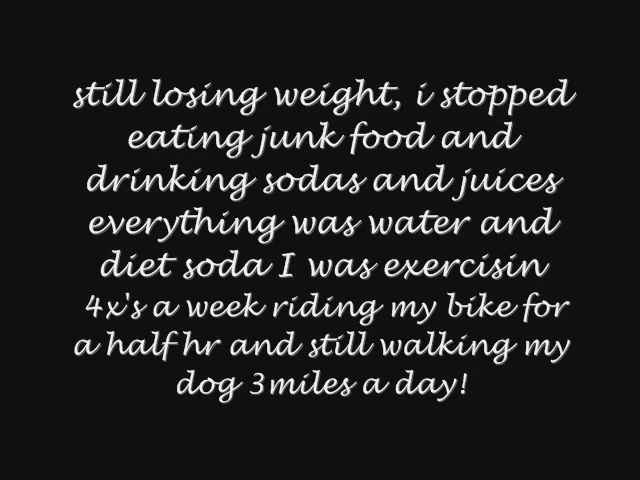 still losing weight, i stopped
eating junk food and
drinking sodas and juices
everything was water and
diet soda I was exercisin
4x's a week riding my bike for
a half hr and still walking my
dog 3miles a day!